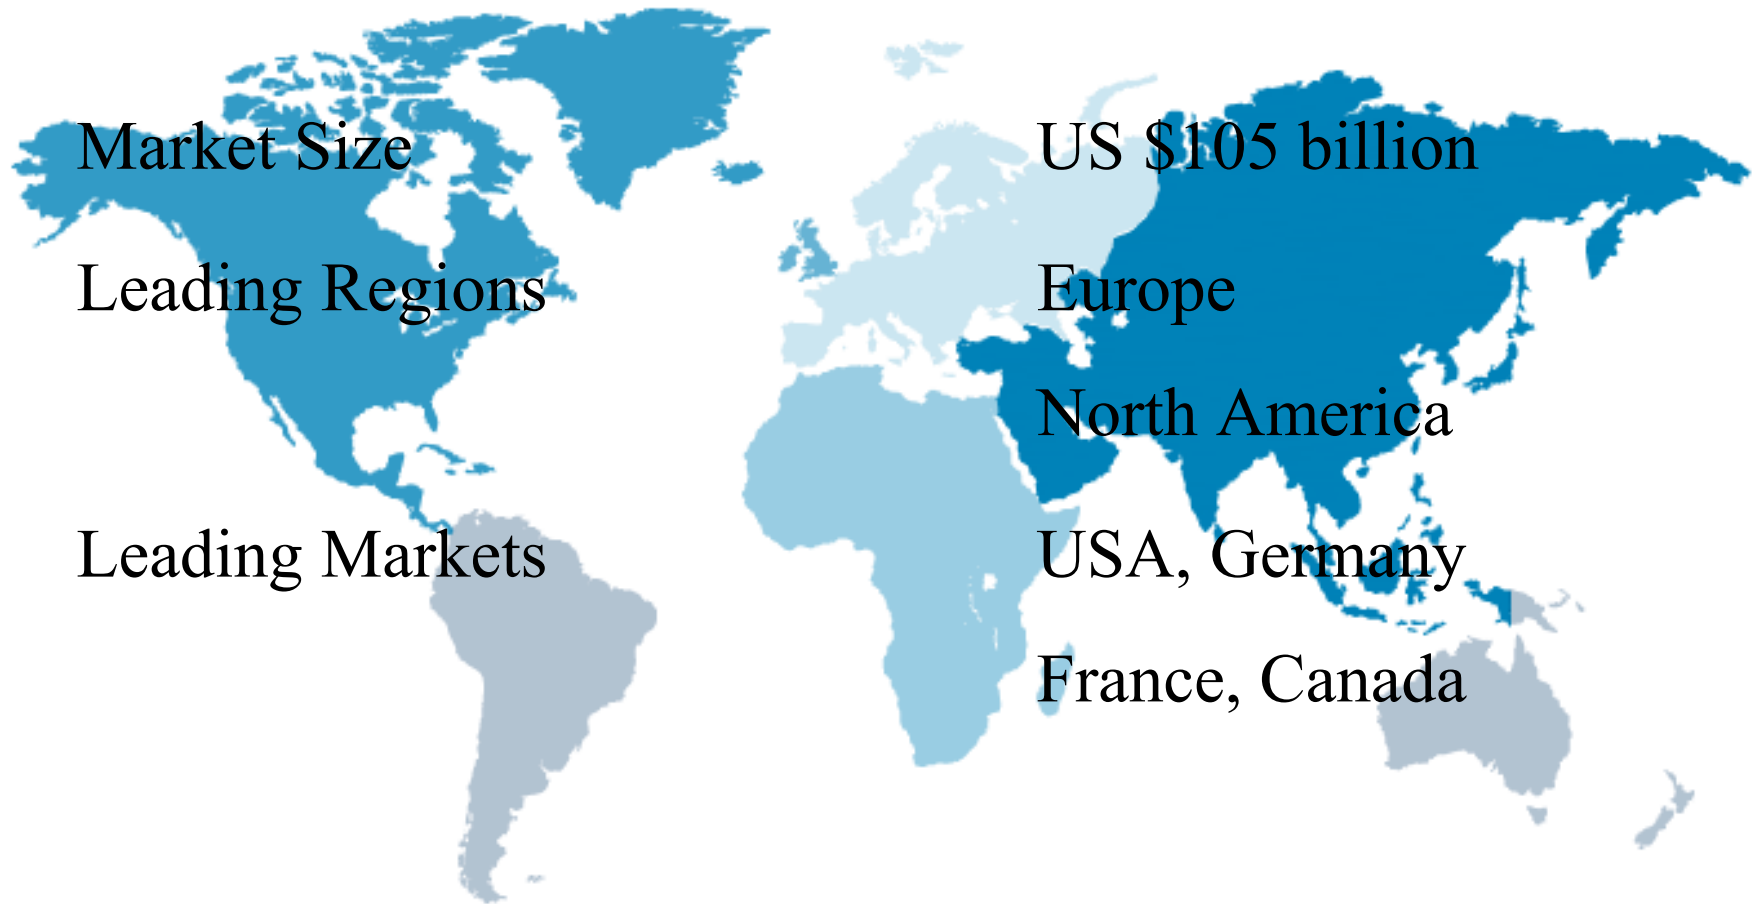 Market Size US $105 billion
Leading Regions Europe
North America
Leading Markets USA, Germany
France, Canada